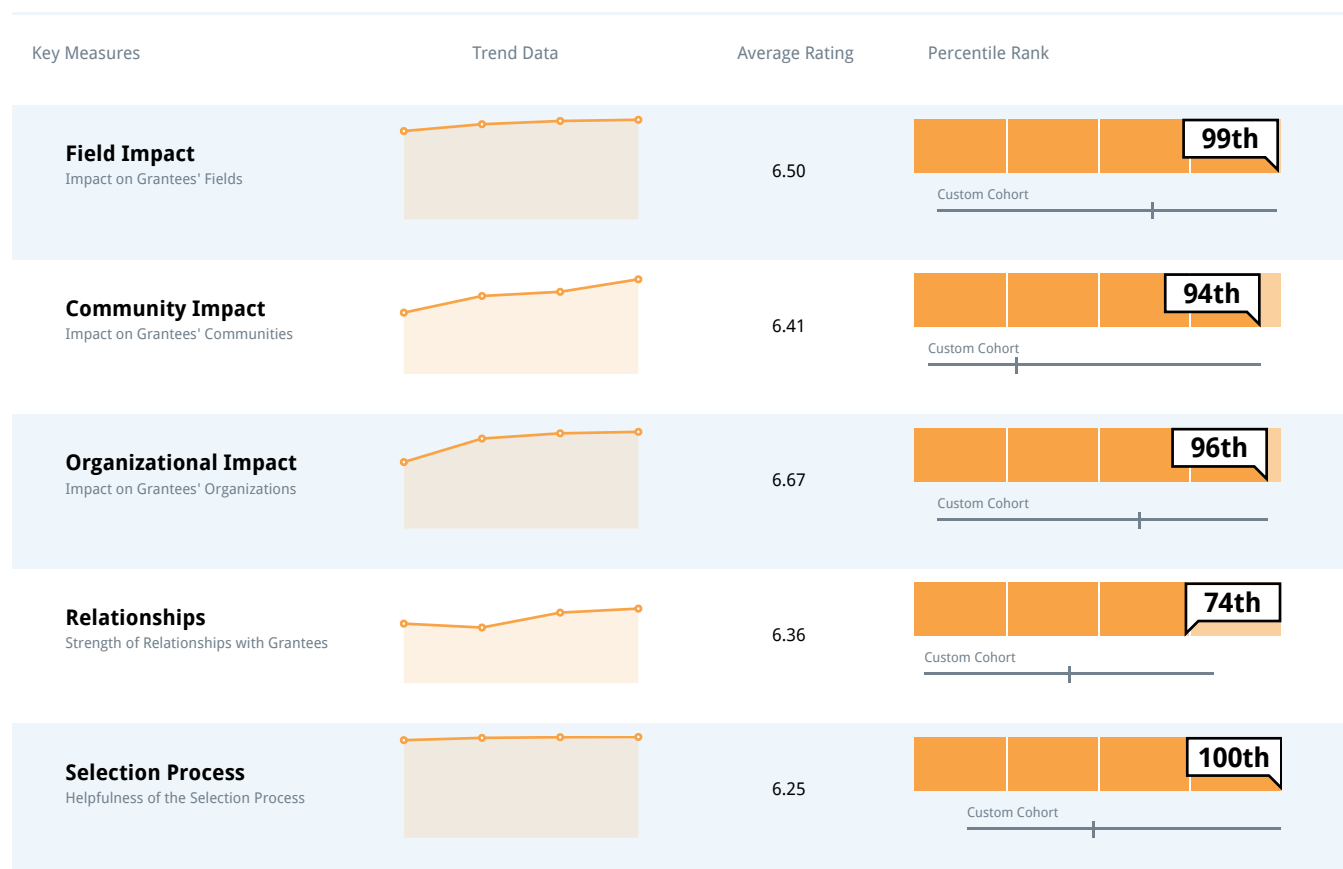 Key Measures
Trend Data
Average Rating
Percentile Rank
Field Impact
Impact on Grantees' Fields
6.50
99th
Custom Cohort
Community Impact
Impact on Grantees' Communities
6.41
94th
Custom Cohort
Organizational Impact
Impact on Grantees' Organizations
6.67
96th
Custom Cohort
Relationships
Strength of Relationships with Grantees
6.36
74th
Custom Cohort
Selection Process
Helpfulness of the Selection Process
6.25
100th
Custom Cohort